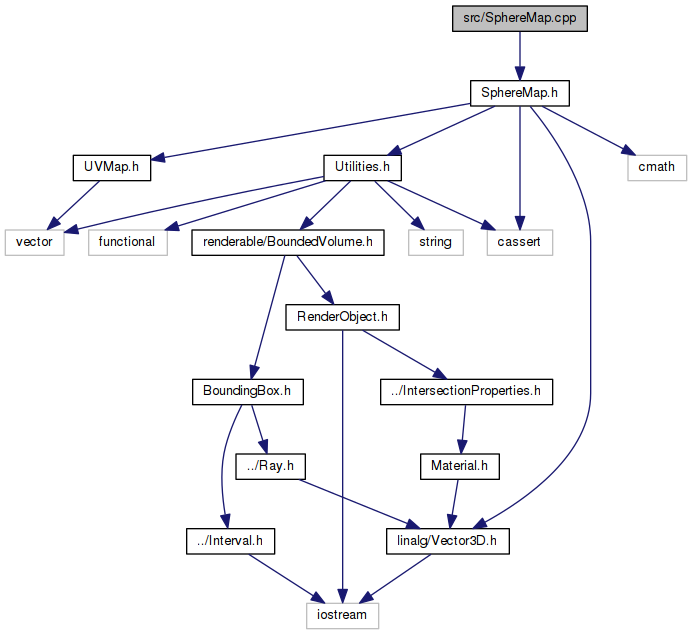 src/SphereMap.cpp
SphereMap.h
UVMap.h
Utilities.h
cmath
vector
functional
renderable/BoundedVolume.h
string
cassert
RenderObject.h
BoundingBox.h
../IntersectionProperties.h
../Ray.h
Material.h
../Interval.h
linalg/Vector3D.h
iostream